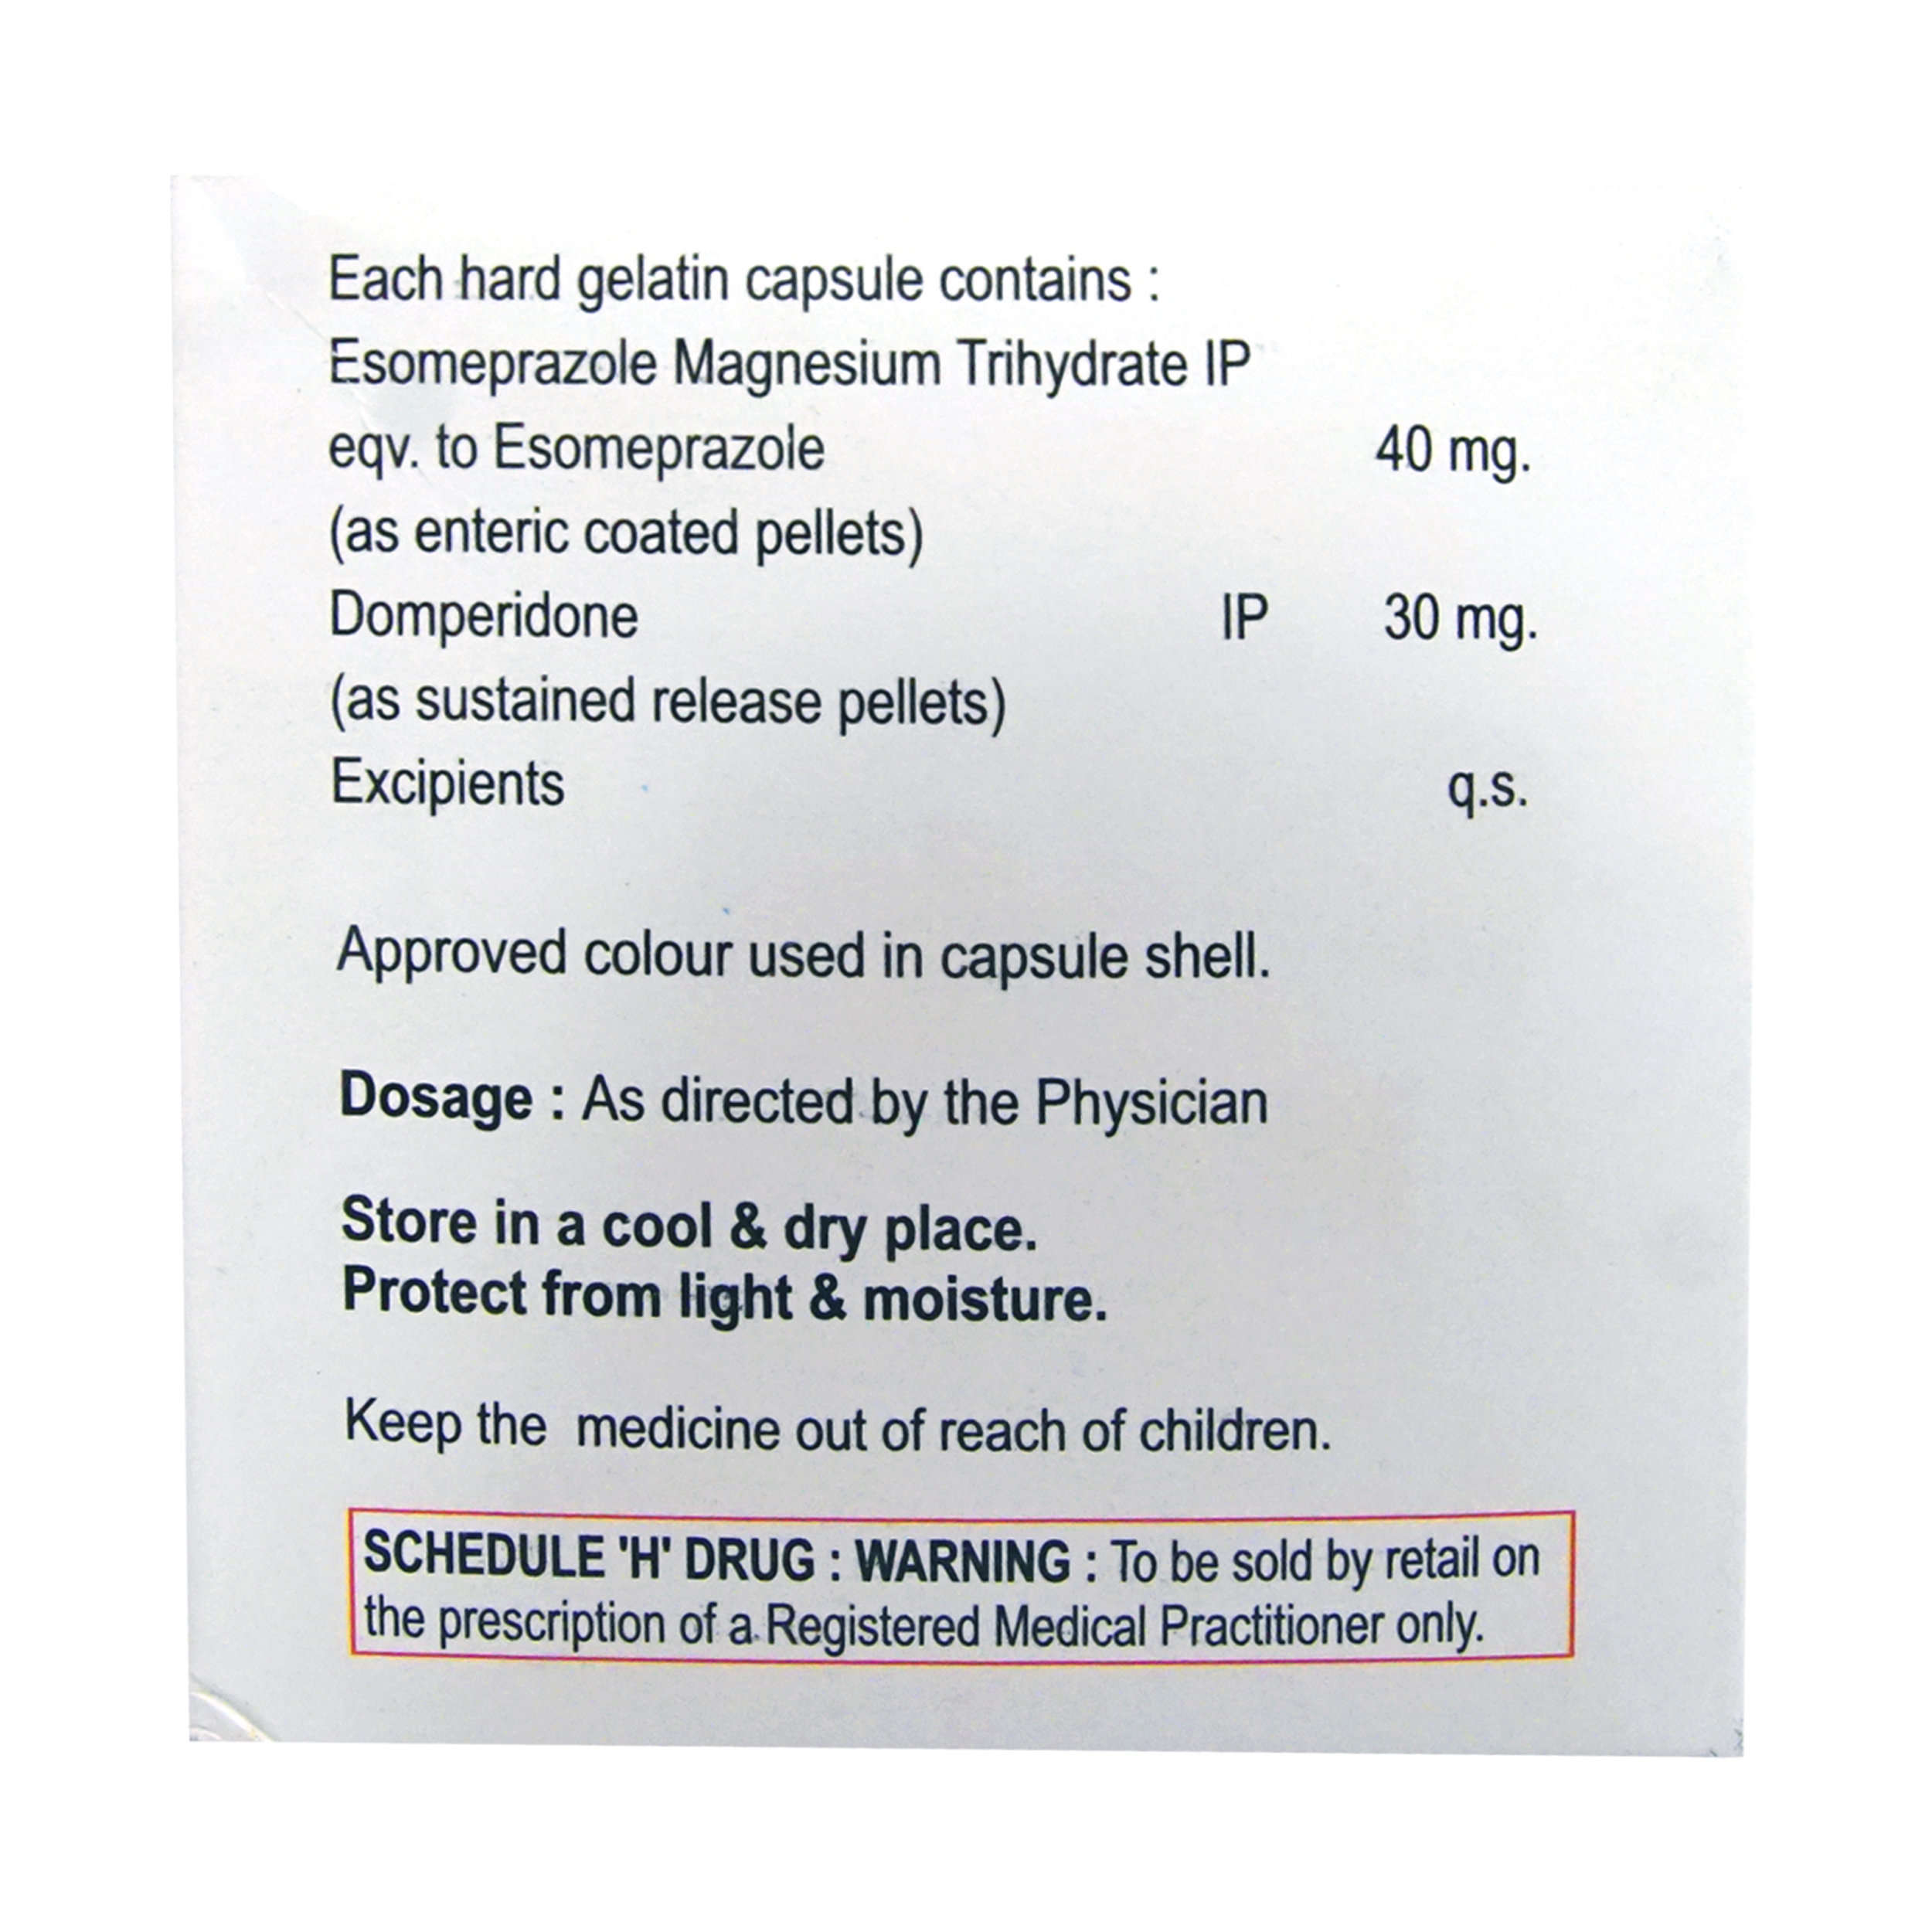 Each hard gelatin capsule contains :
Esomeprazole Magnesium Trihydrate IP
eqv. to Esomeprazole 40 mg.
(as enteric coated pellets)
Domperidone IP 30 mg.
(as sustained release pellets)
Excipients q.s.
Approved colour used in capsule shell.
Dosage : As directed by the Physician
Store in a cool & dry place.
Protect from light & moisture.
Keep the medicine out of reach of children.
SCHEDULE 'H' DRUG : WARNING : To be sold by retail on
the prescription of a Registered Medical Practitioner only.